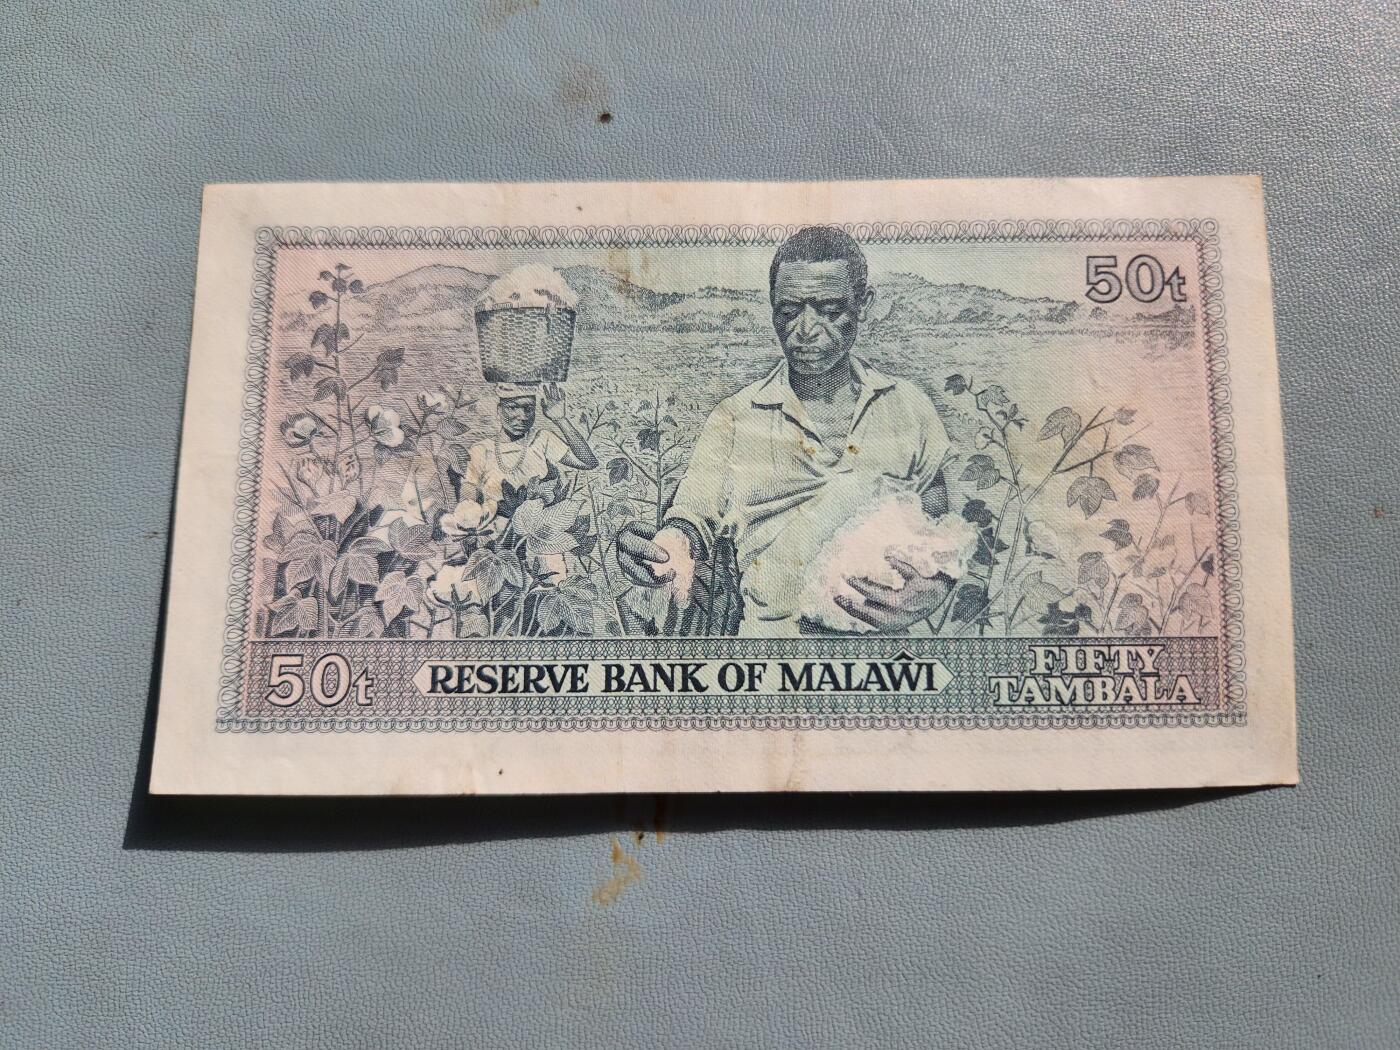 50t
50t
RESERVE BANK OF MALAŴI
FIFTY
TAMBALA